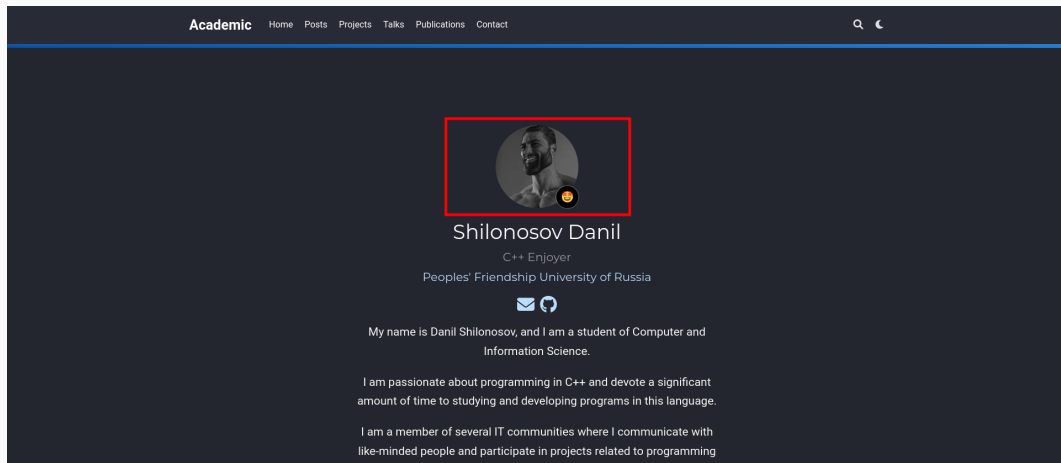 Academic Home Posts Projects Talks Publications Contact
Shilonosov Danil
C++ Enjoyer
Peoples' Friendship University of Russia
My name is Danil Shilonosov, and I am a student of Computer and
Information Science.
I am passionate about programming in C++ and devote a significant
amount of time to studying and developing programs in this language.
I am a member of several IT communities where I communicate with
like-minded people and participate in projects related to programming